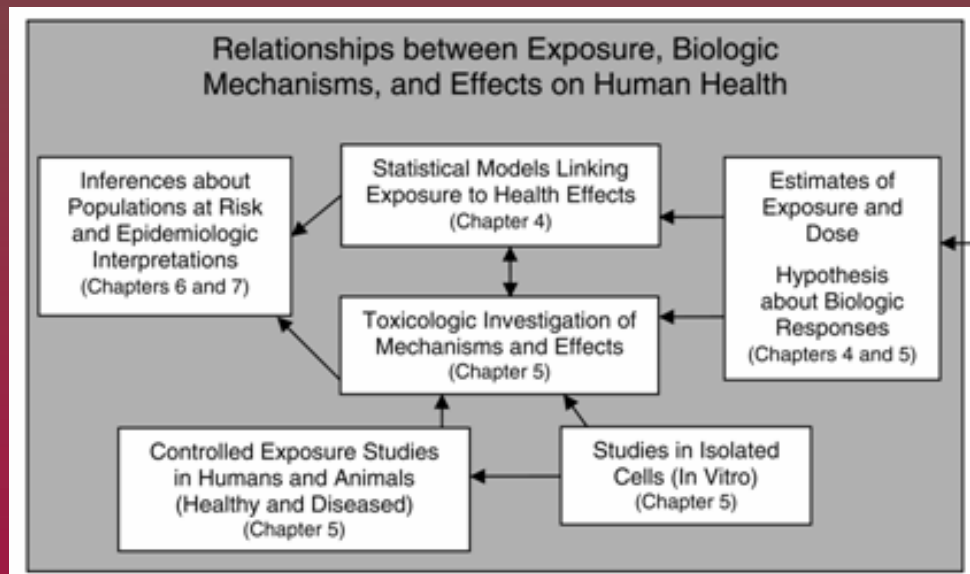 Relationships between Exposure, Biologic
Mechanisms, and Effects on Human Health
Inferences about
Populations at Risk
and Epidemiologic
Interpretations
(Chapters 6 and 7)
Statistical Models Linking
Exposure to Health Effects
(Chapter 4)
Estimates of
Exposure and
Dose
Hypothesis
about Biologic
Responses
(Chapters 4 and 5)
Toxicologic Investigation of
Mechanisms and Effects
(Chapter 5)
Controlled Exposure Studies
in Humans and Animals
(Healthy and Diseased)
(Chapter 5)
Studies in Isolated
Cells (In Vitro)
(Chapter 5)